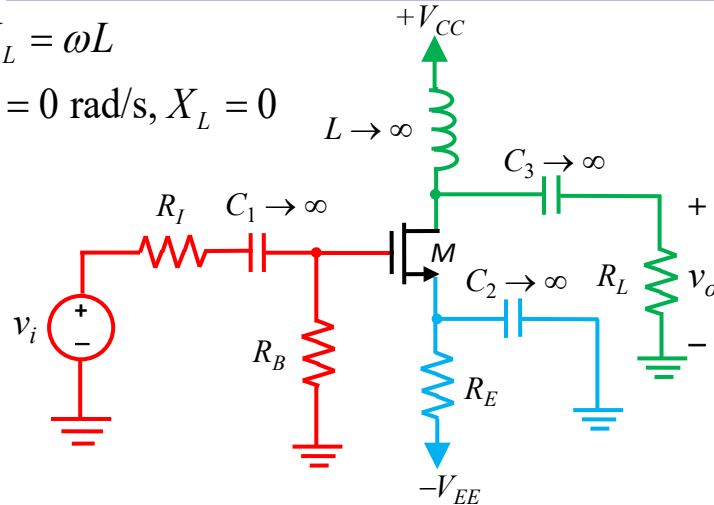 L = ωL
= 0 rad/s, X_L = 0
+V_CC
L → ∞
C_3 → ∞
R_I
C_1 → ∞
+
M
R_L
v_o
C_2 → ∞
+
v_i
−
−
R_B
R_E
−V_EE